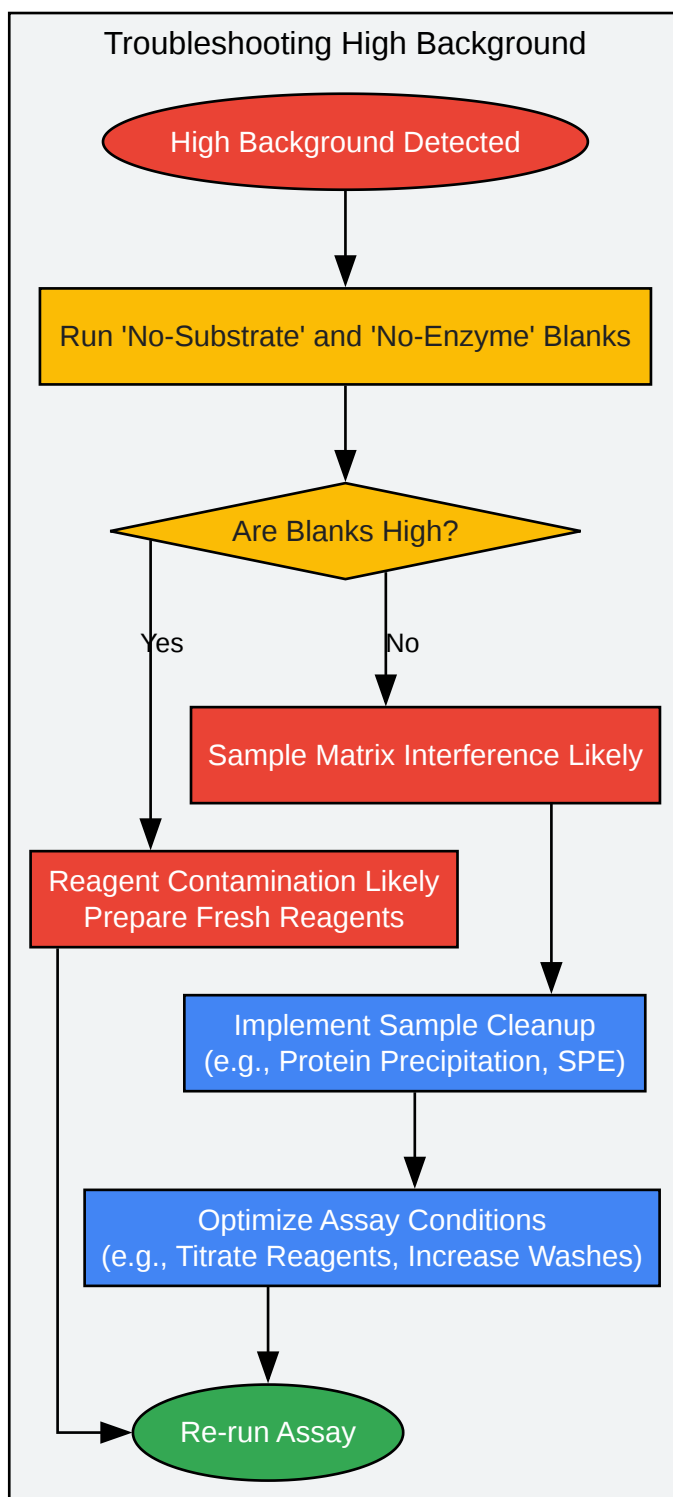 Troubleshooting High Background
High Background Detected
Run 'No-Substrate' and 'No-Enzyme' Blanks
Are Blanks High?
Yes
No
Sample Matrix Interference Likely
Reagent Contamination Likely
Prepare Fresh Reagents
Implement Sample Cleanup
(e.g., Protein Precipitation, SPE)
Optimize Assay Conditions
(e.g., Titrate Reagents, Increase Washes)
Re-run Assay